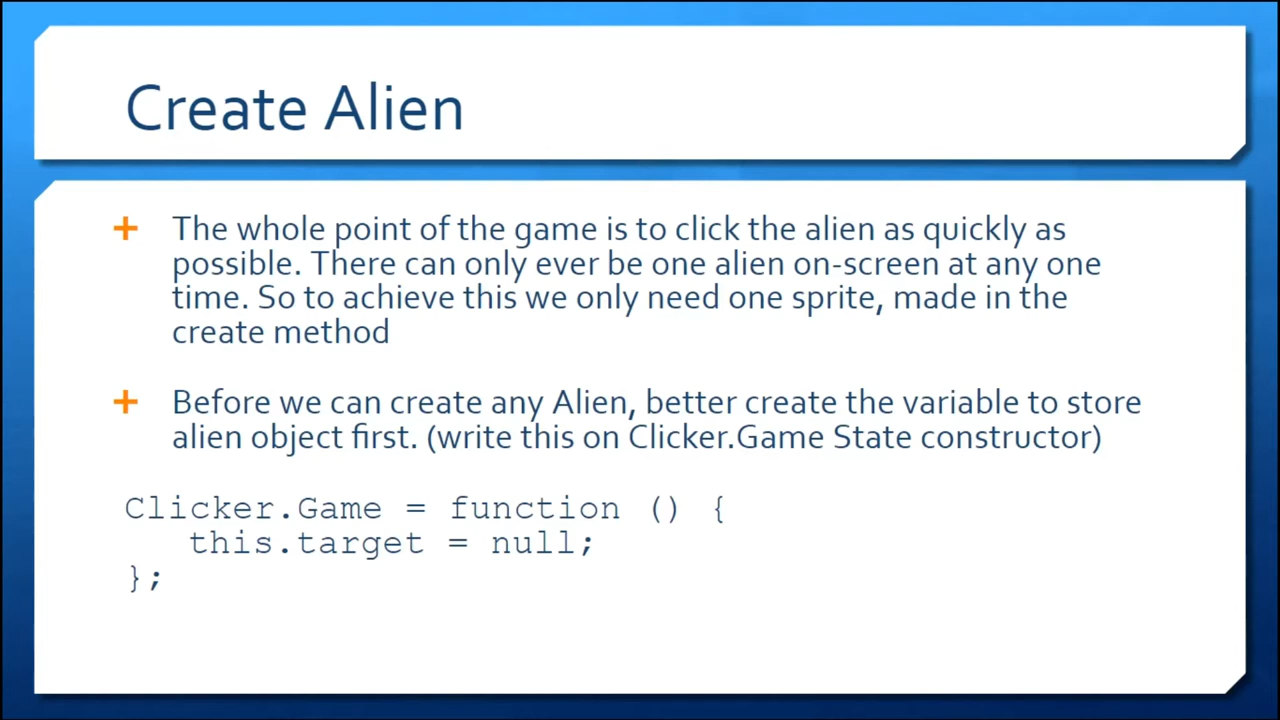 Create Alien
The whole point of the game is to click the alien as quickly as
possible. There can only ever be one alien on-screen at any one
time. So to achieve this we only need one sprite, made in the
create method
Before we can create any Alien, better create the variable to store
alien object first. (write this on Clicker.Game State constructor)
Clicker.Game = function () {
this.target = null;
};